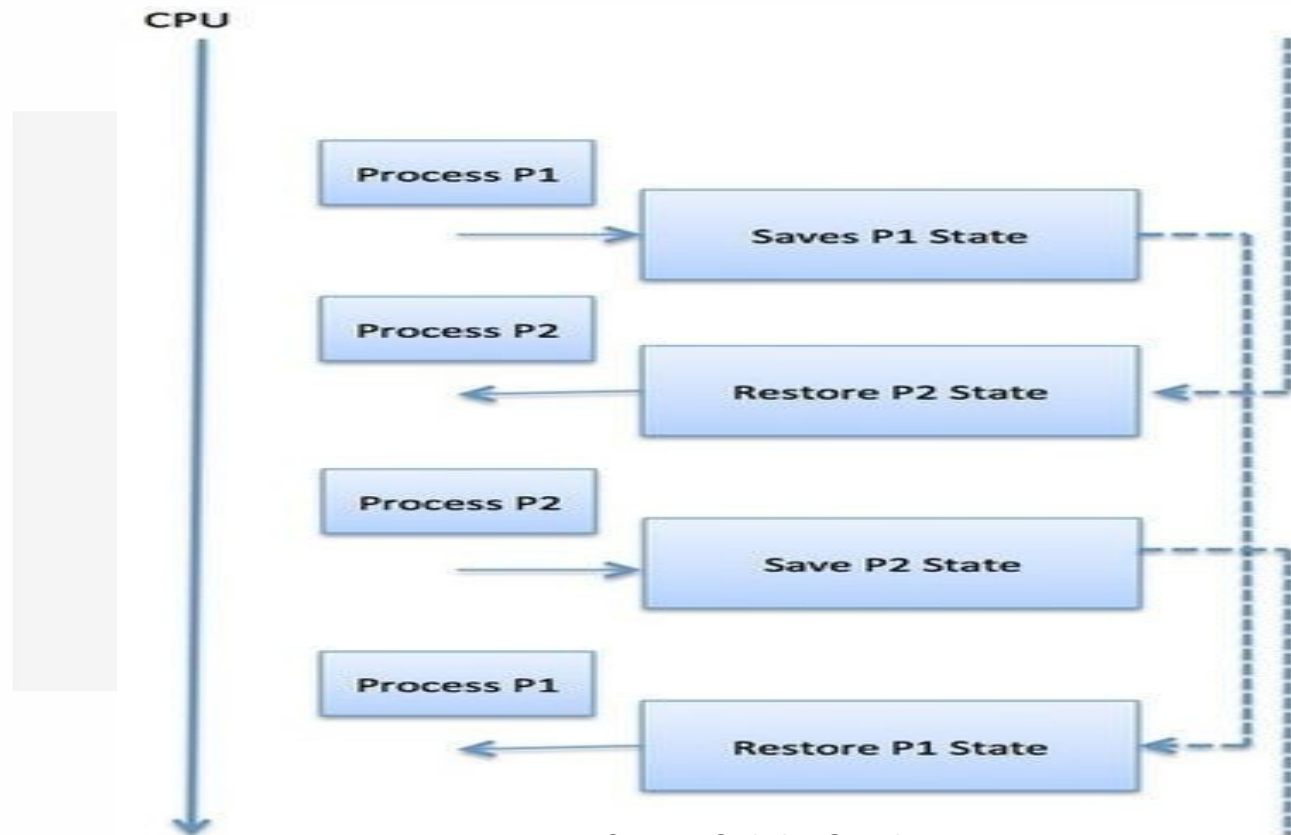 CPU
Process P1
Saves P1 State
Process P2
Restore P2 State
Process P2
Save P2 State
Process P1
Restore P1 State